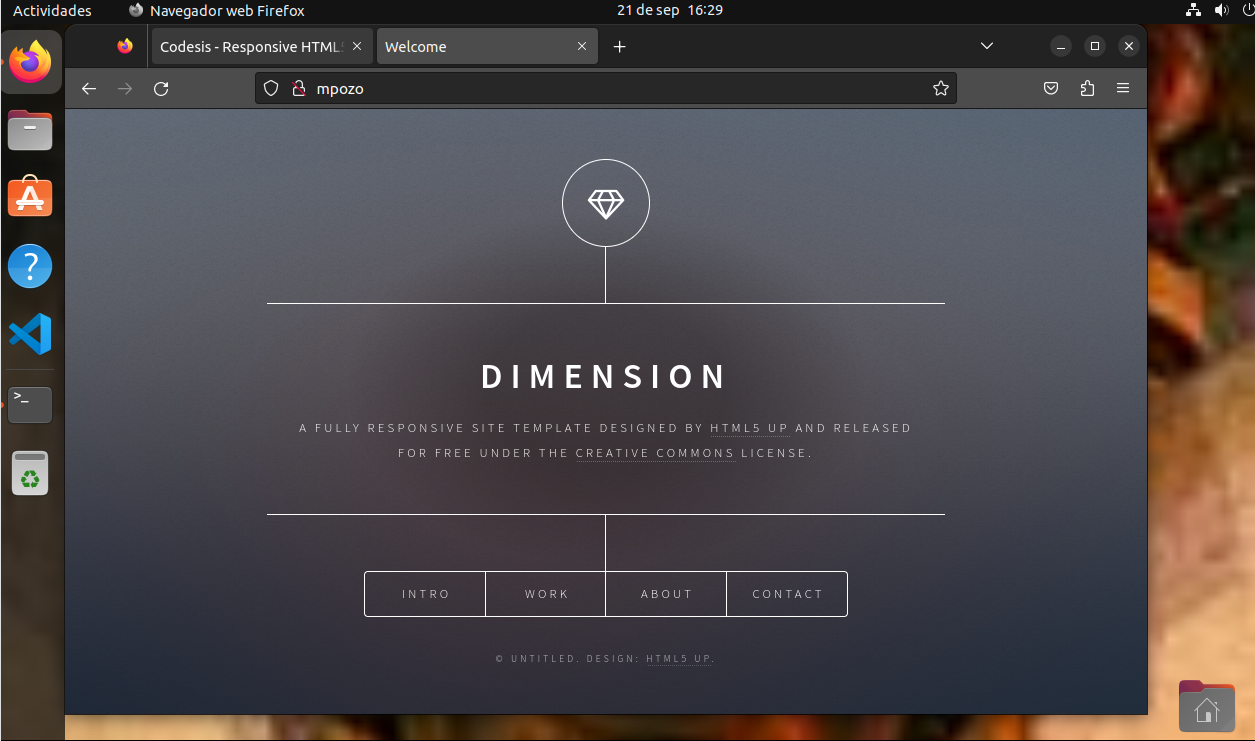 Actividades Navegador web Firefox 21 de sep 16:29
Codesis - Responsive HTML5
Welcome
mpozo
DIMENSION
A FULLY RESPONSIVE SITE TEMPLATE DESIGNED BY HTML5 UP AND RELEASED
FOR FREE UNDER THE CREATIVE COMMONS LICENSE.
INTRO WORK ABOUT CONTACT
© UNTITLED. DESIGN: HTML5 UP.